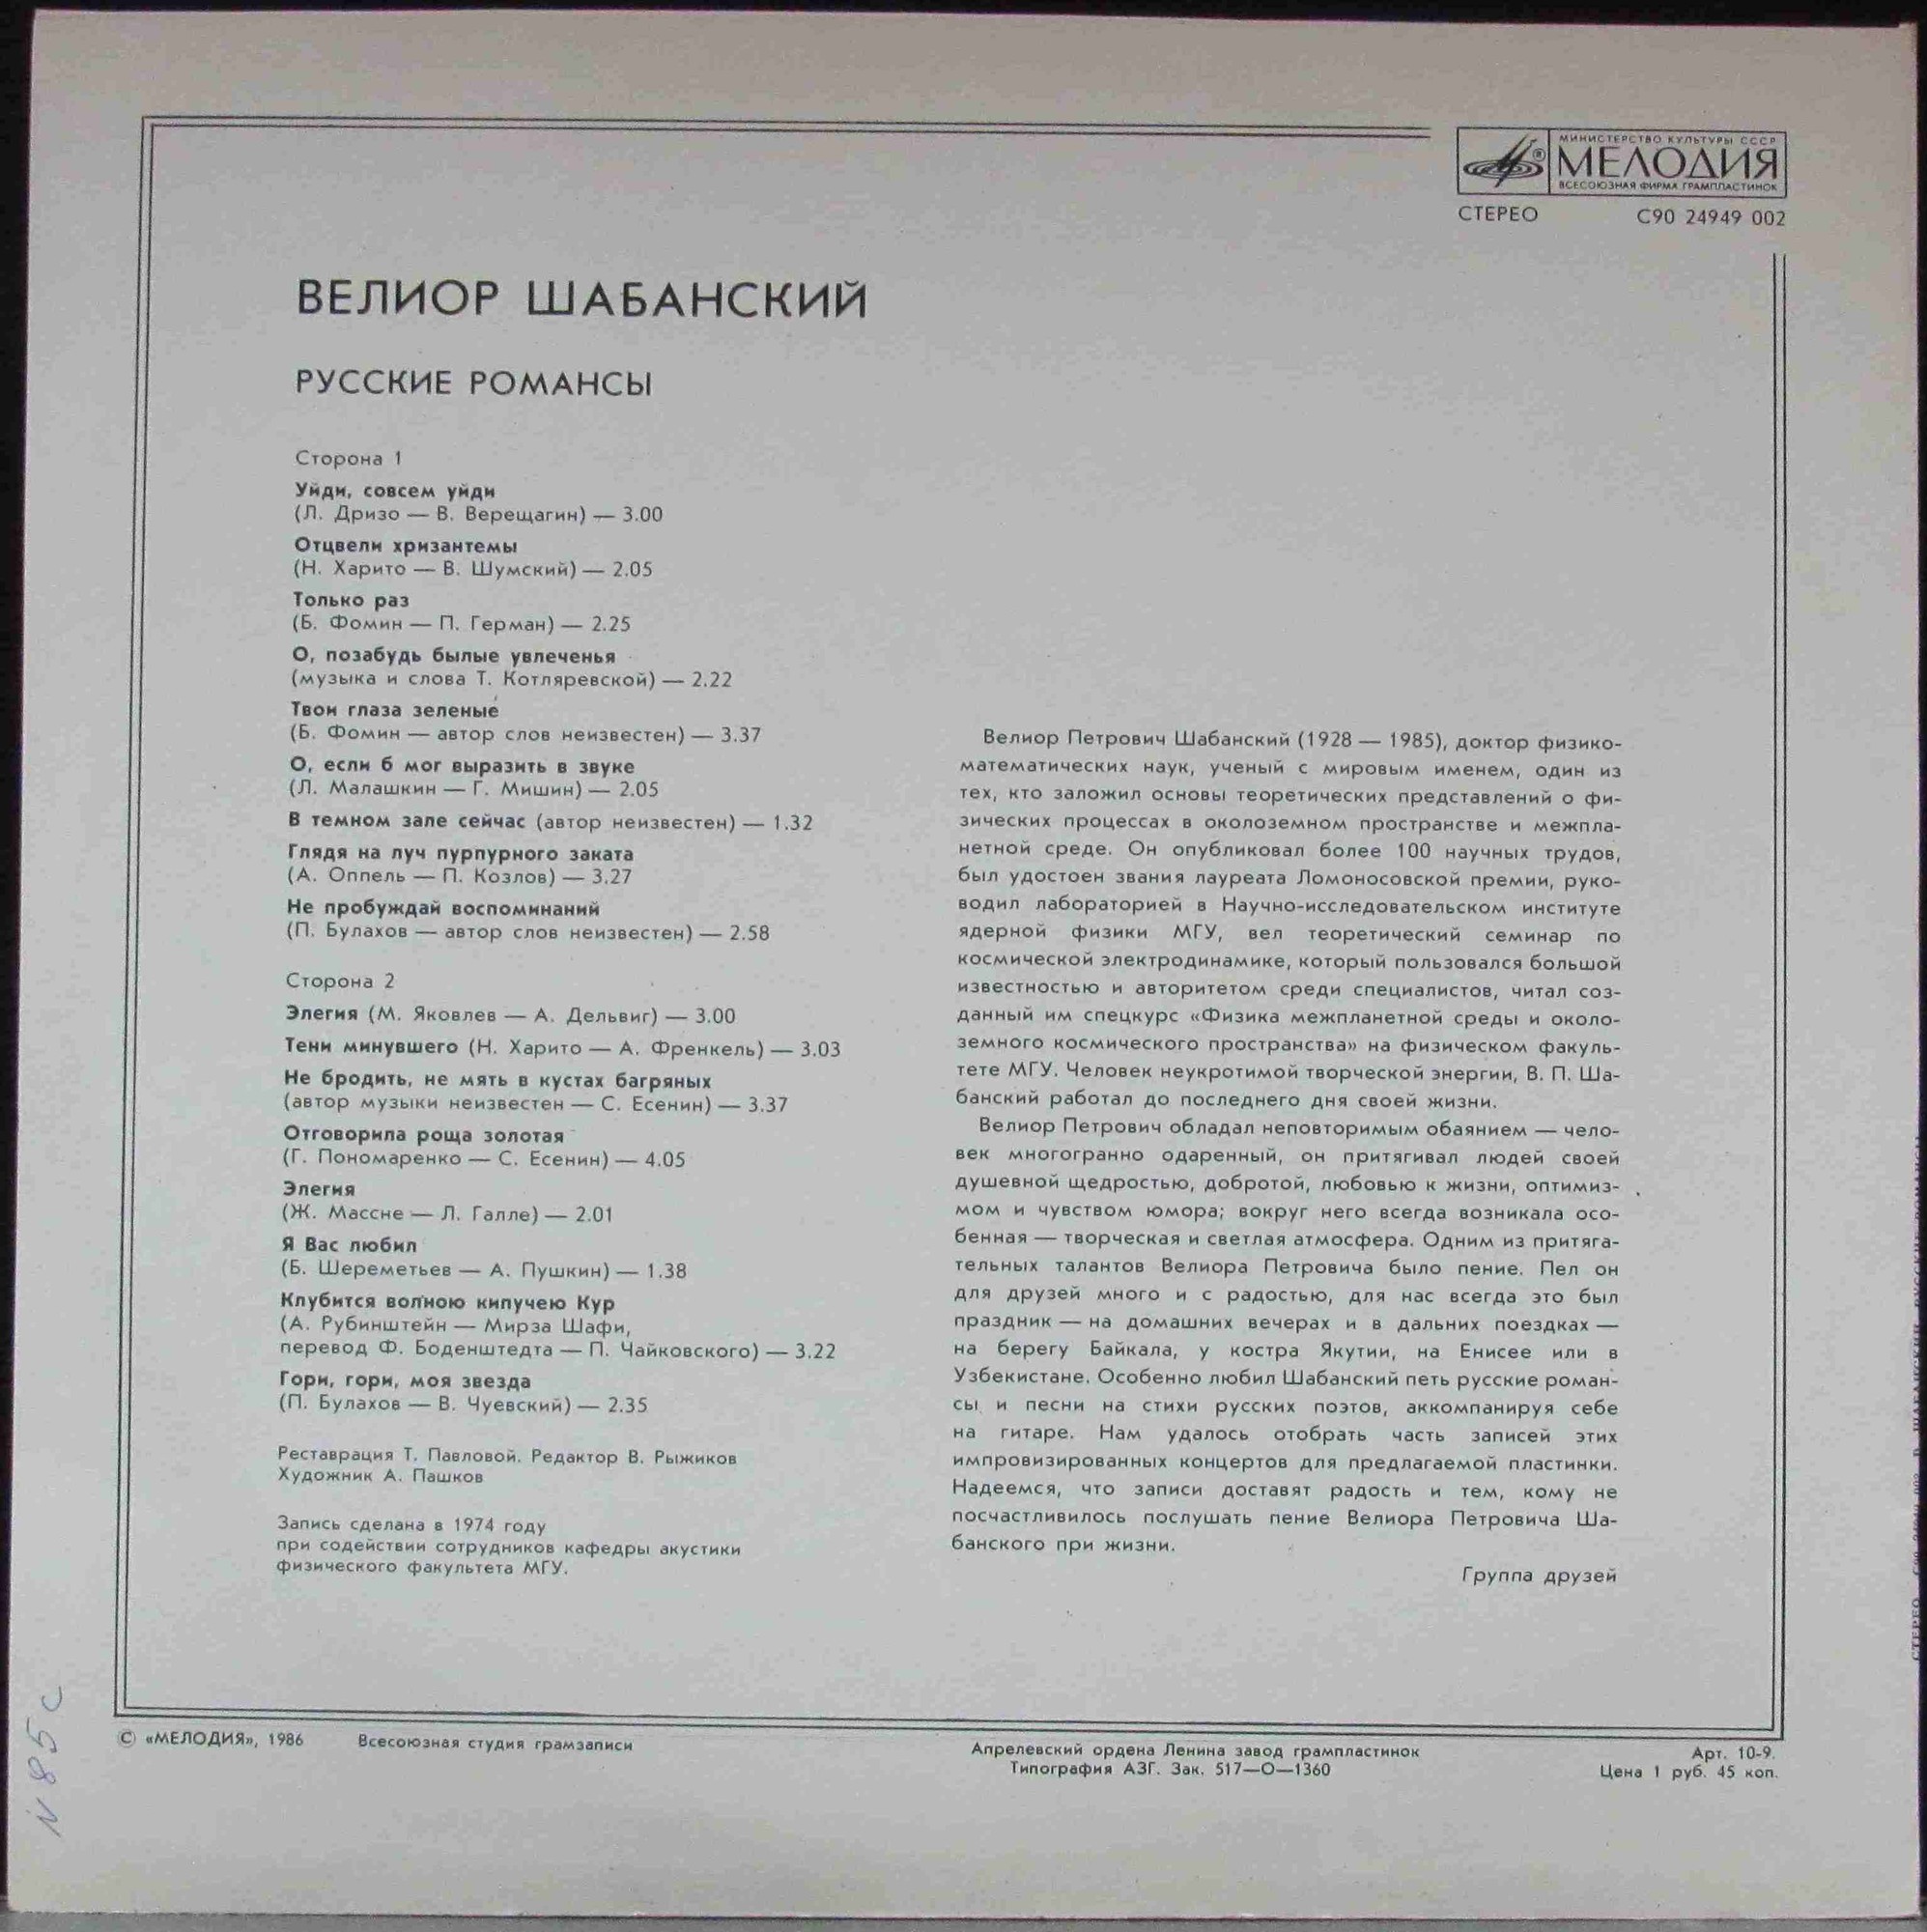 МИНИСТЕРСТВО КУЛЬТУРЫ СССР
МЕЛОДИЯ
ВСЕСОЮЗНАЯ ФИРМА ГРАМПЛАСТИНОК
СТЕРЕО С90 24949 002
ВЕЛИОР ШАБАНСКИЙ
РУССКИЕ РОМАНСЫ
Сторона 1
Уйди, совсем уйди
(Л. Дризо — В. Верещагин) — 3.00
Отцвели хризантемы
(Н. Харито — В. Шумский) — 2.05
Только раз
(Б. Фомин — П. Герман) — 2.25
О, позабудь былые увлеченья
(музыка и слова Т. Котляревской) — 2.22
Твои глаза зеленые
(Б. Фомин — автор слов неизвестен) — 3.37
О, если б мог выразить в звуке
(Л. Малашкин — Г. Мишин) — 2.05
В темном зале сейчас (автор неизвестен) — 1.32
Глядя на луч пурпурного заката
(А. Оппель — П. Козлов) — 3.27
Не пробуждай воспоминаний
(П. Булахов — автор слов неизвестен) — 2.58
Сторона 2
Элегия (М. Яковлев — А. Дельвиг) — 3.00
Тени минувшего (Н. Харито — А. Френкель) — 3.03
Не бродить, не мять в кустах багряных
(автор музыки неизвестен — С. Есенин) — 3.37
Отговорила роща золотая
(Г. Пономаренко — С. Есенин) — 4.05
Элегия
(Ж. Массне — Л. Галле) — 2.01
Я Вас любил
(Б. Шереметьев — А. Пушкин) — 1.38
Клубится волною кипучею Кур
(А. Рубинштейн — Мирза Шафи,
перевод Ф. Боденштедта — П. Чайковского) — 3.22
Гори, гори, моя звезда
(П. Булахов — В. Чуевский) — 2.35
Реставрация Т. Павловой. Редактор В. Рыжиков
Художник А. Пашков
Запись сделана в 1974 году
при содействии сотрудников кафедры акустики
физического факультета МГУ.
Велиор Петрович Шабанский (1928 — 1985), доктор физико-
математических наук, ученый с мировым именем, один из
тех, кто заложил основы теоретических представлений о фи-
зических процессах в околоземном пространстве и межпла-
нетной среде. Он опубликовал более 100 научных трудов,
был удостоен звания лауреата Ломоносовской премии, руко-
водил лабораторией в Научно-исследовательском институте
ядерной физики МГУ, вел теоретический семинар по
космической электродинамике, который пользовался большой
известностью и авторитетом среди специалистов, читал соз-
данный им спецкурс «Физика межпланетной среды и около-
земного космического пространства» на физическом факуль-
тете МГУ. Человек неукротимой творческой энергии, В. П. Ша-
банский работал до последнего дня своей жизни.
Велиор Петрович обладал неповторимым обаянием — чело-
век многогранно одаренный, он притягивал людей своей
душевной щедростью, добротой, любовью к жизни, оптимиз-
мом и чувством юмора; вокруг него всегда возникала осо-
бенная — творческая и светлая атмосфера. Одним из притяга-
тельных талантов Велиора Петровича было пение. Пел он
для друзей много и с радостью, для нас всегда это был
праздник — на домашних вечерах и в дальних поездках —
на берегу Байкала, у костра Якутии, на Енисее или в
Узбекистане. Особенно любил Шабанский петь русские роман-
сы и песни на стихи русских поэтов, аккомпанируя себе
на гитаре. Нам удалось отобрать часть записей этих
импровизированных концертов для предлагаемой пластинки.
Надеемся, что записи доставят радость и тем, кому не
посчастливилось послушать пение Велиора Петровича Ша-
банского при жизни.
Группа друзей
© «МЕЛОДИЯ», 1986 Всесоюзная студия грамзаписи
Апрелевский ордена Ленина завод грампластинок
Типография АЗГ. Зак. 517—О—1360
Арт. 10-9.
Цена 1 руб. 45 коп.
N 85 c